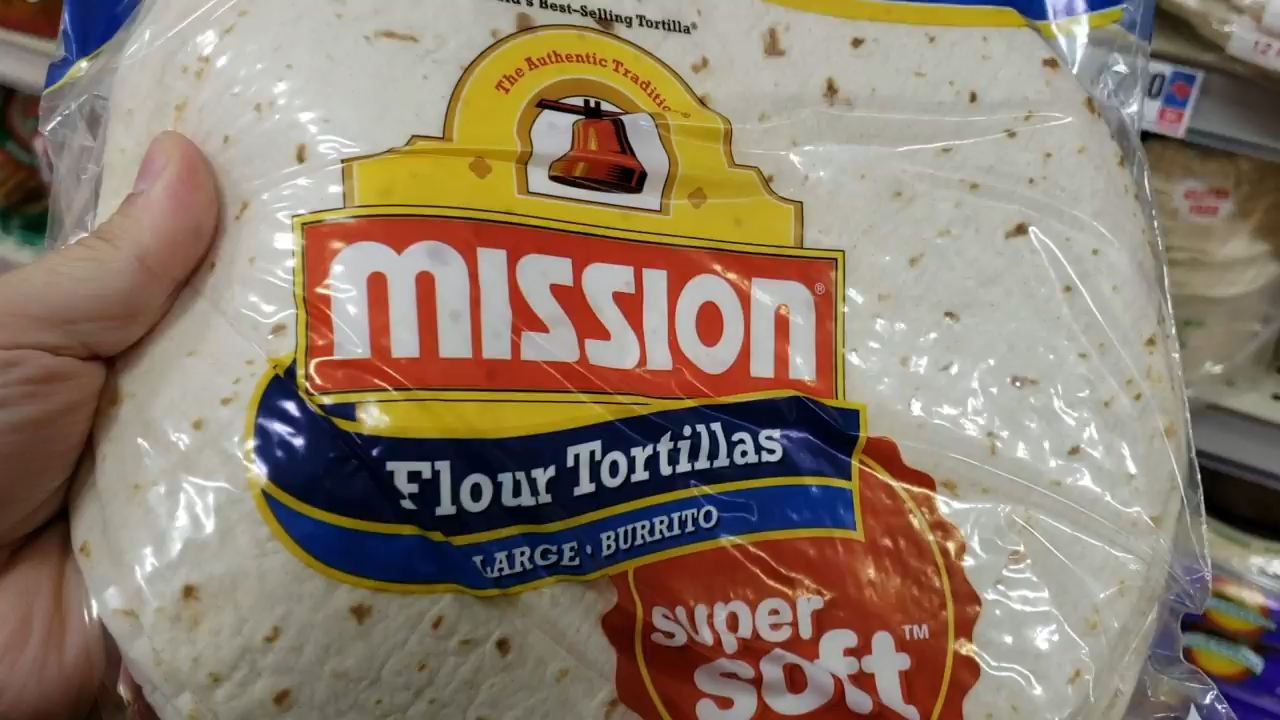 Best-Selling Tortilla®
The Authentic Tradition®
MISSION®
Flour Tortillas
LARGE • BURRITO
super
soft™